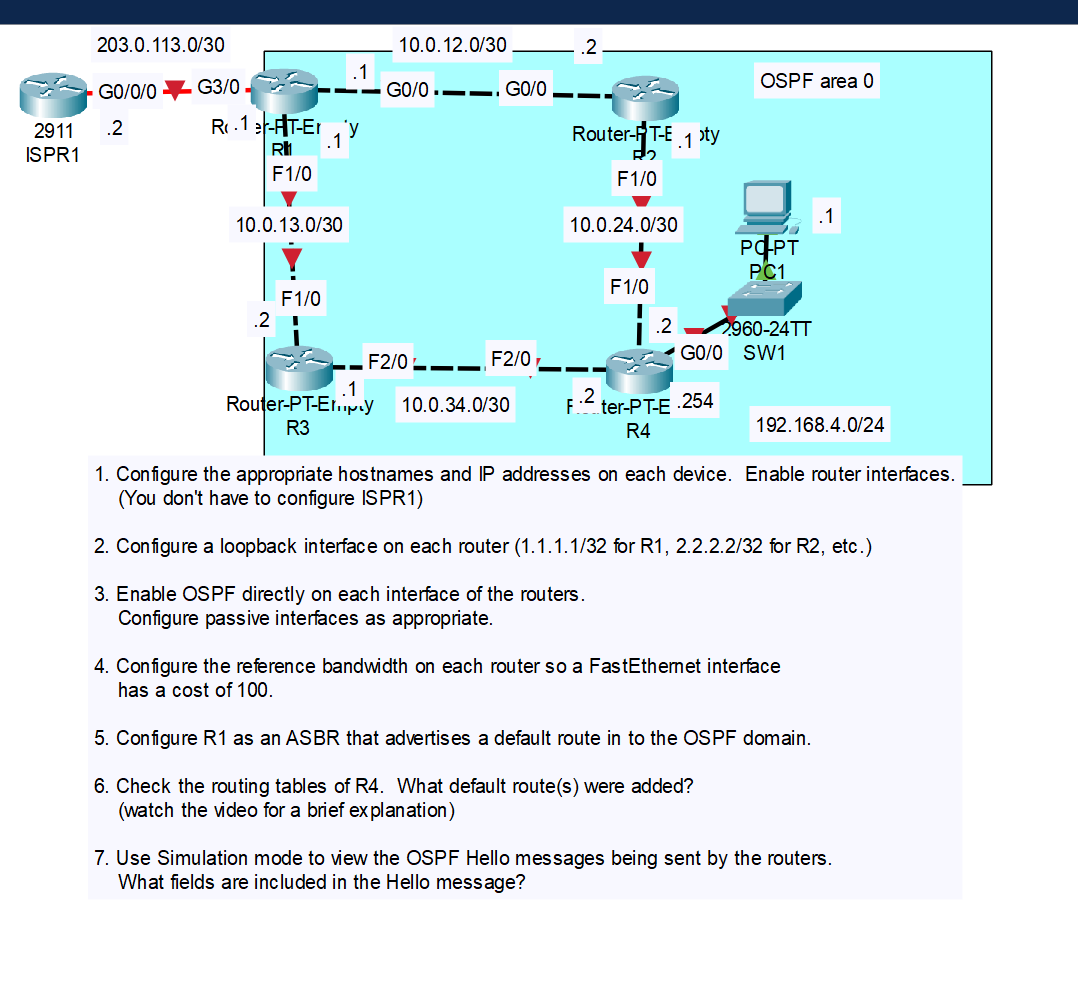 203.0.113.0/30
10.0.12.0/30
.2
.1
OSPF area 0
G0/0/0
G3/0
G0/0
G0/0
2911
ISPR1
.2
.1
R1
.1
Router-PT-Empty
R2
.1
F1/0
F1/0
10.0.13.0/30
10.0.24.0/30
.1
PC-PT
PC1
F1/0
F1/0
.2
.2
2960-24TT
SW1
G0/0
F2/0
F2/0
.1
Router-PT-Empty
R3
10.0.34.0/30
.2
R4
.254
192.168.4.0/24
1. Configure the appropriate hostnames and IP addresses on each device.  Enable router interfaces.
(You don't have to configure ISPR1)
2. Configure a loopback interface on each router (1.1.1.1/32 for R1, 2.2.2.2/32 for R2, etc.)
3. Enable OSPF directly on each interface of the routers.
Configure passive interfaces as appropriate.
4. Configure the reference bandwidth on each router so a FastEthernet interface
has a cost of 100.
5. Configure R1 as an ASBR that advertises a default route in to the OSPF domain.
6. Check the routing tables of R4.  What default route(s) were added?
(watch the video for a brief explanation)
7. Use Simulation mode to view the OSPF Hello messages being sent by the routers.
What fields are included in the Hello message?